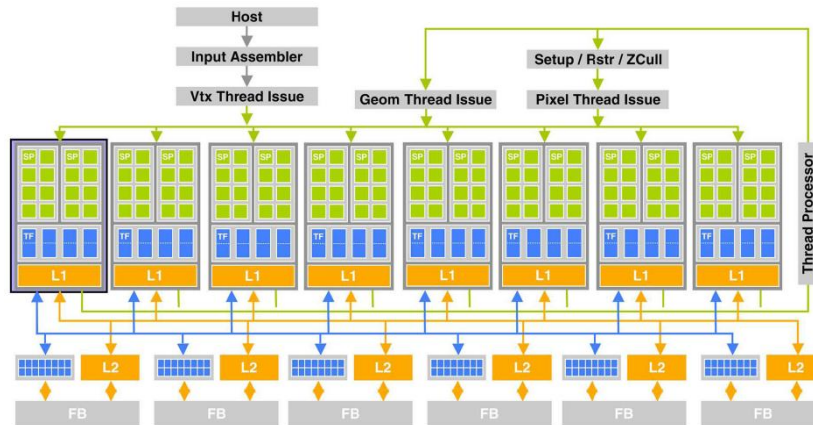 Host
Input Assembler
Setup / Rstr / ZCull
Vtx Thread Issue
Geom Thread Issue
Pixel Thread Issue
Thread Processor
SP SP SP SP SP SP SP SP SP SP SP SP SP SP SP SP
TF TF TF TF TF TF TF TF
L1 L1 L1 L1 L1 L1 L1 L1
L2 L2 L2 L2 L2 L2
FB FB FB FB FB FB